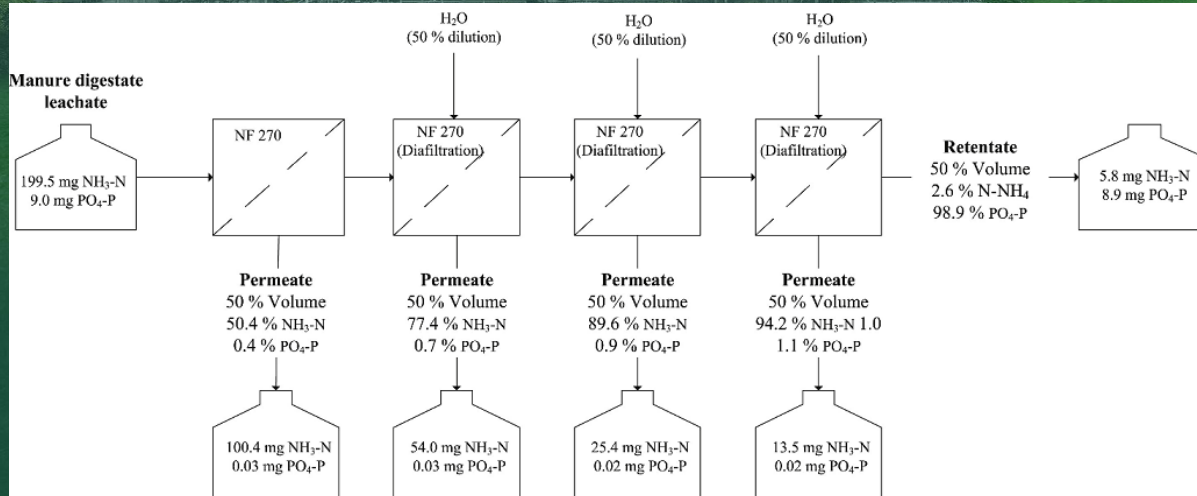 H₂O
(50 % dilution)
H₂O
(50 % dilution)
H₂O
(50 % dilution)
Manure digestate
leachate
199.5 mg NH₃-N
9.0 mg PO₄-P
NF 270
NF 270
(Diafiltration)
NF 270
(Diafiltration)
NF 270
(Diafiltration)
Retentate
50 % Volume
2.6 % N-NH₄
98.9 % PO₄-P
5.8 mg NH₃-N
8.9 mg PO₄-P
Permeate
50 % Volume
50.4 % NH₃-N
0.4 % PO₄-P
Permeate
50 % Volume
77.4 % NH₃-N
0.7 % PO₄-P
Permeate
50 % Volume
89.6 % NH₃-N
0.9 % PO₄-P
Permeate
50 % Volume
94.2 % NH₃-N 1.0
1.1 % PO₄-P
100.4 mg NH₃-N
0.03 mg PO₄-P
54.0 mg NH₃-N
0.03 mg PO₄-P
25.4 mg NH₃-N
0.02 mg PO₄-P
13.5 mg NH₃-N
0.02 mg PO₄-P